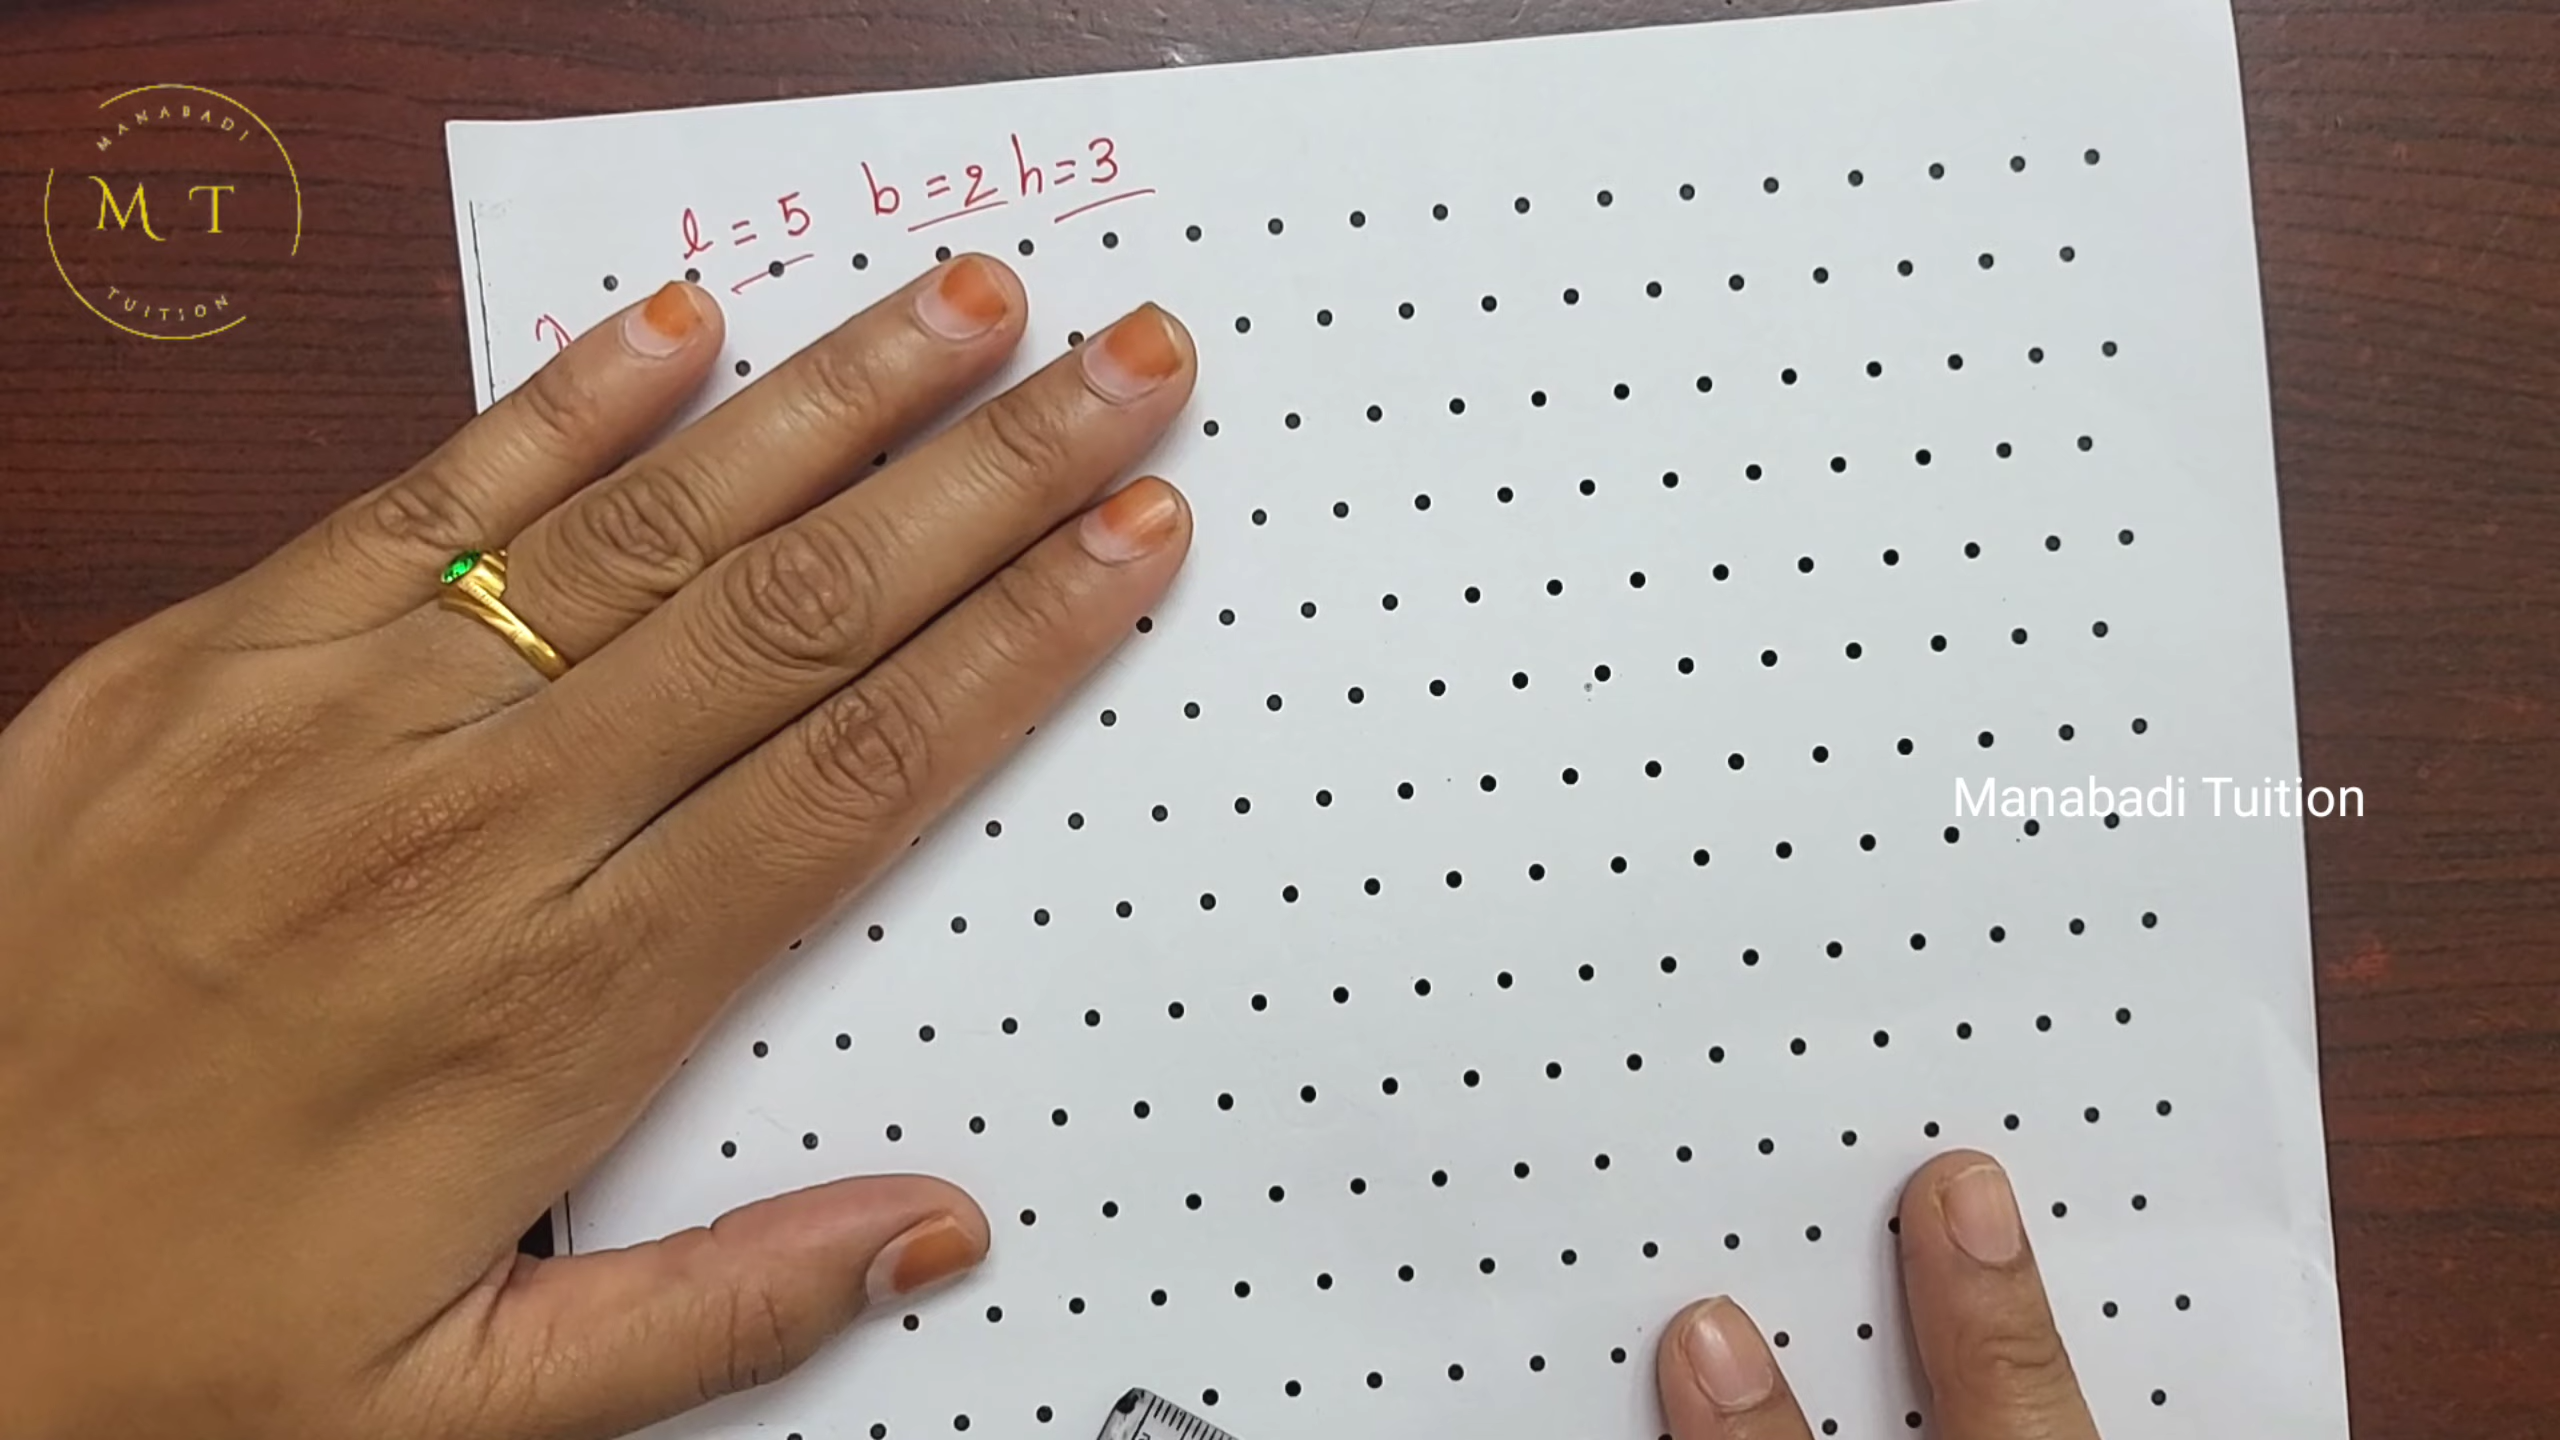 MANABADI
M T
TUITION
l = 5 b = 2 h = 3
Manabadi Tuition